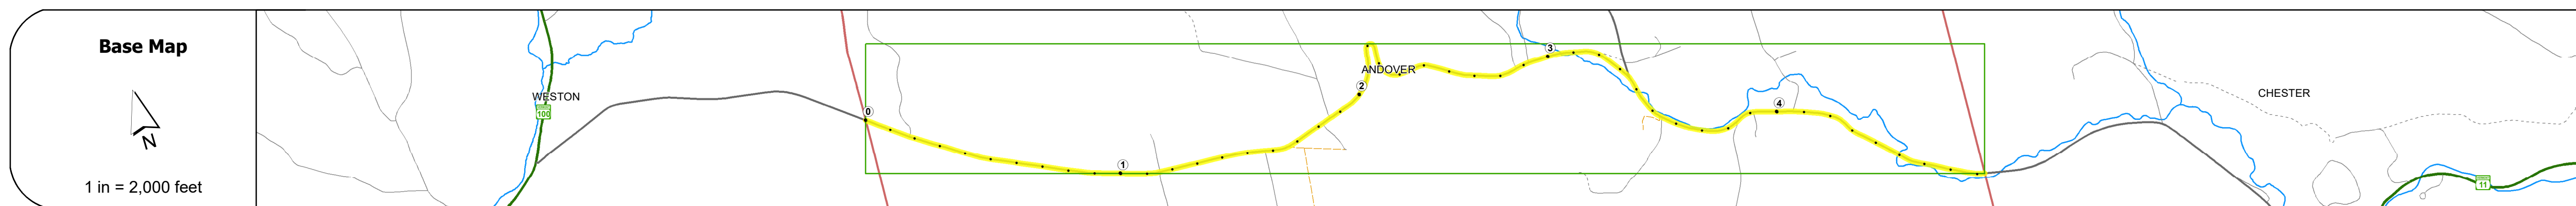 Base Map
N
1 in = 2,000 feet
WESTON
100
0
1
2
ANDOVER
3
4
CHESTER
11